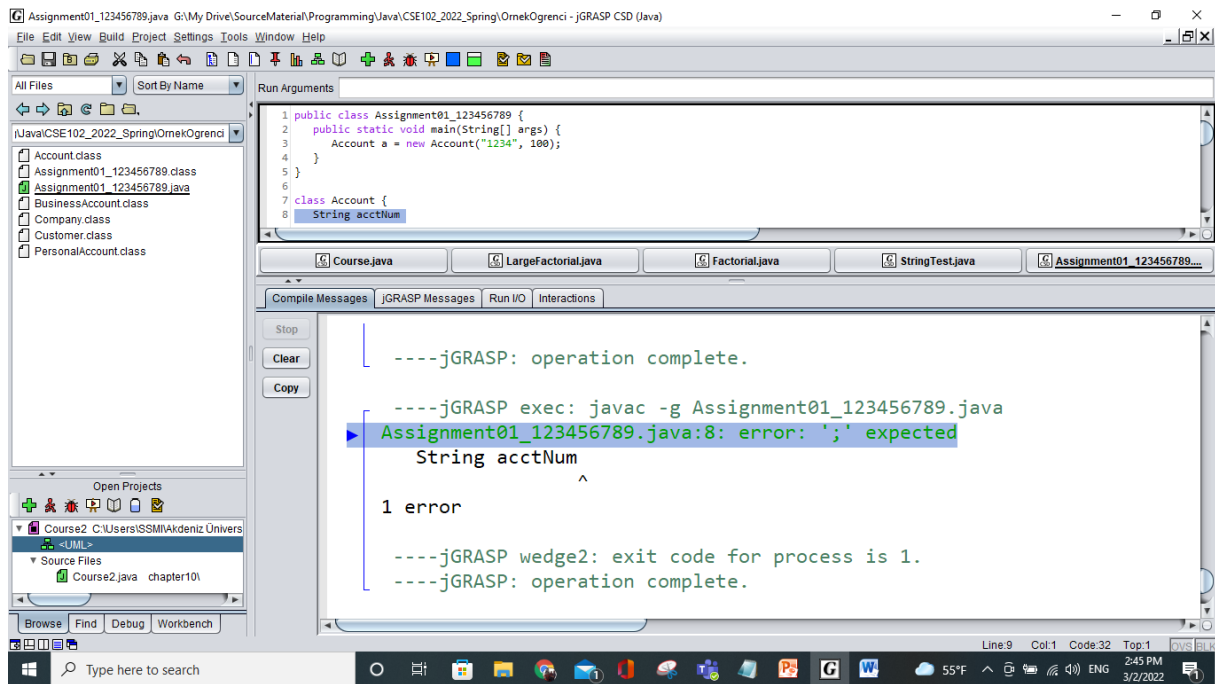 Assignment01_123456789.java G:\My Drive\SourceMaterial\Programming\Java\CSE102_2022_Spring\OrnekOgrenci - jGRASP CSD (Java)
File Edit View Build Project Settings Tools Window Help
All Files Sort By Name
Run Arguments
j\Java\CSE102_2022_Spring\OrnekOgrenci
Account.class
Assignment01_123456789.class
Assignment01_123456789.java
BusinessAccount.class
Company.class
Customer.class
PersonalAccount.class
1 public class Assignment01_123456789 {
2 public static void main(String[] args) {
3 Account a = new Account("1234", 100);
4 }
5 }
6
7 class Account {
8 String acctNum
Course.java LargeFactorial.java Factorial.java StringTest.java Assignment01_123456789....
Compile Messages jGRASP Messages Run I/O Interactions
Stop
Clear
Copy
----jGRASP: operation complete.
----jGRASP exec: javac -g Assignment01_123456789.java
Assignment01_123456789.java:8: error: ';' expected
String acctNum
^
1 error
----jGRASP wedge2: exit code for process is 1.
----jGRASP: operation complete.
Open Projects
Course2 C:\Users\SSMI\Akdeniz Ünivers
<UML>
Source Files
Course2.java chapter10\
Browse Find Debug Workbench
Line:9 Col:1 Code:32 Top:1 OVS BLK
Type here to search
55°F ENG
2:45 PM
3/2/2022